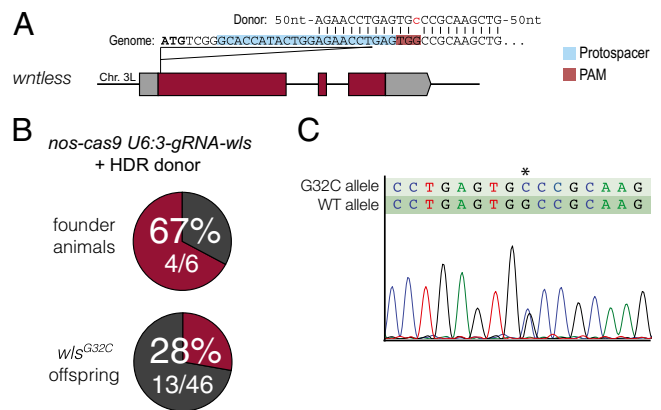 A
Donor: 50nt-AGAACCTGAGTGcCCGCAAGCTG-50nt
Genome: ATGTCGGGCACCATACTGGAGAACCTGAGTGGCCGCAAGCTG...
Protospacer
PAM
wntless
Chr. 3L
B
nos-cas9 U6:3-gRNA-wls
+ HDR donor
founder
animals
67%
4/6
wlsG32C
offspring
28%
13/46
C
*
G32C allele C C T G A G T G C C C G C A A G
WT allele C C T G A G T G G C C G C A A G